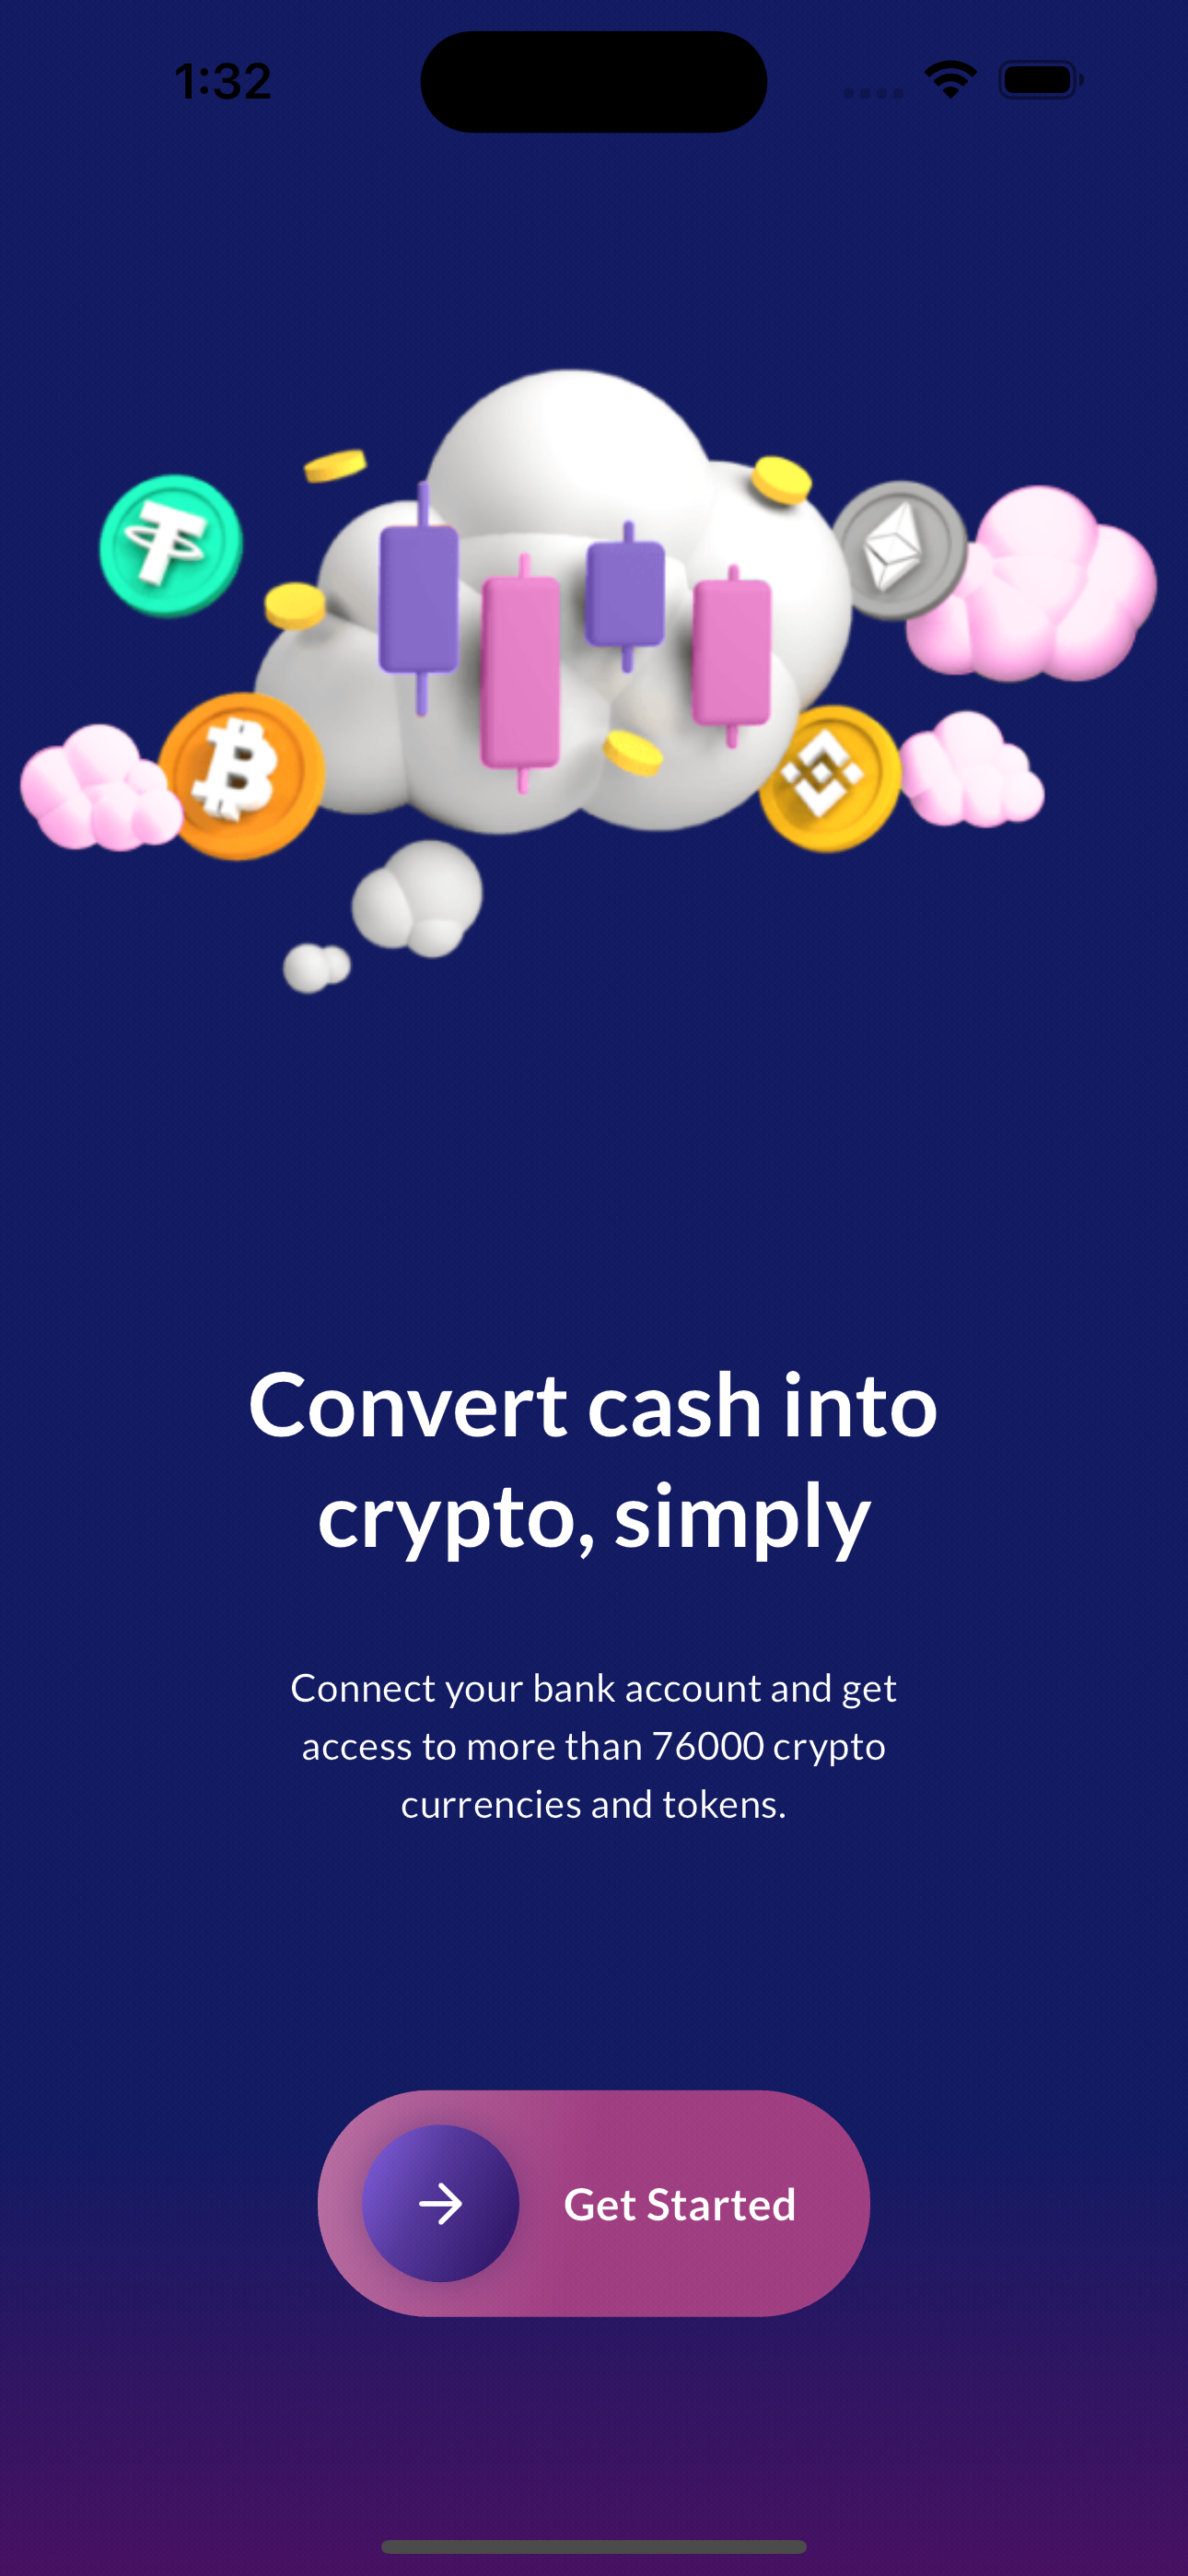 1:32
Convert cash into
crypto, simply
Connect your bank account and get
access to more than 76000 crypto
currencies and tokens.
Get Started